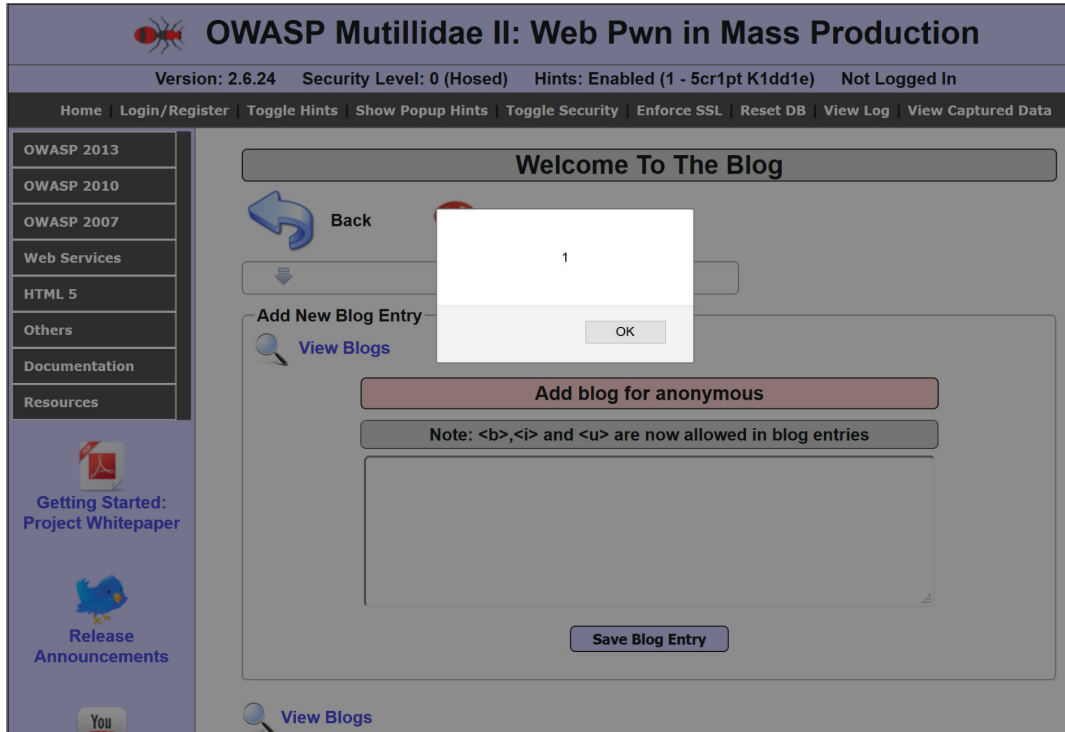 OWASP Mutillidae II: Web Pwn in Mass Production
Version: 2.6.24 Security Level: 0 (Hosed) Hints: Enabled (1 - 5cr1pt K1dd1e) Not Logged In
Home | Login/Register | Toggle Hints | Show Popup Hints | Toggle Security | Enforce SSL | Reset DB | View Log | View Captured Data
OWASP 2013
OWASP 2010
OWASP 2007
Web Services
HTML 5
Others
Documentation
Resources
Getting Started:
Project Whitepaper
Release
Announcements
You
Welcome To The Blog
Back
1
OK
Add New Blog Entry
View Blogs
Add blog for anonymous
Note: <b>,<i> and <u> are now allowed in blog entries
Save Blog Entry
View Blogs